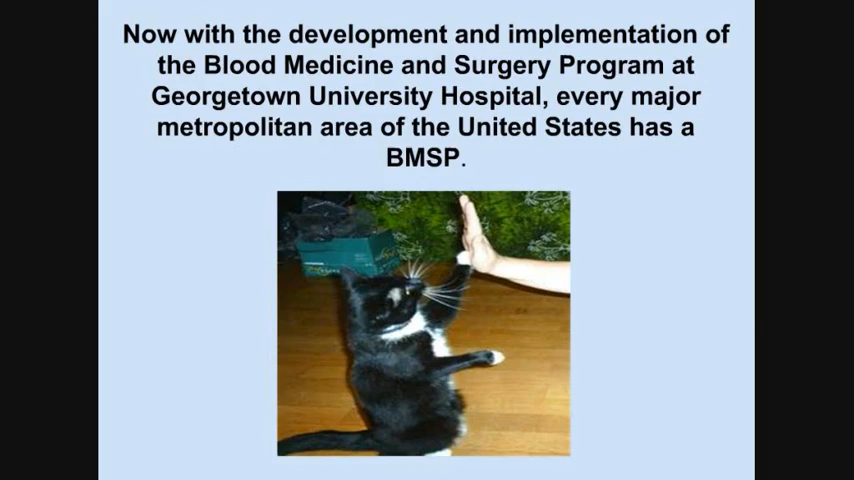 Now with the development and implementation of
the Blood Medicine and Surgery Program at
Georgetown University Hospital, every major
metropolitan area of the United States has a
BMSP.